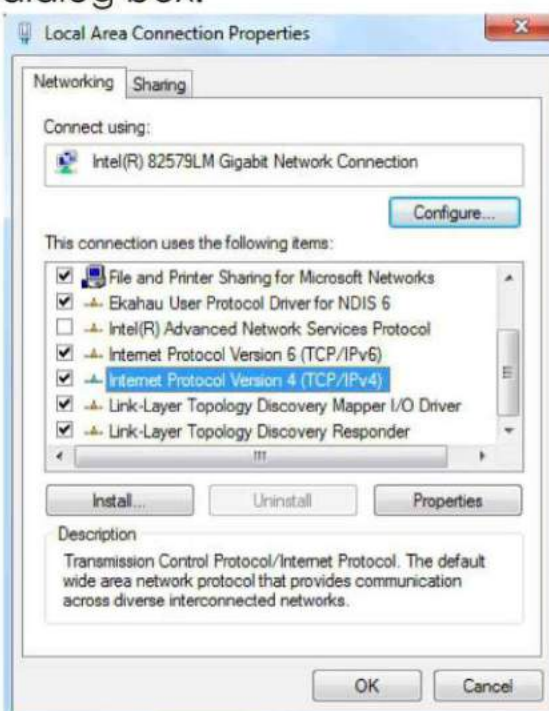 dialog box.
Local Area Connection Properties
Networking
Sharing
Connect using:
Intel(R) 82579LM Gigabit Network Connection
Configure...
This connection uses the following items:
File and Printer Sharing for Microsoft Networks
Ekahau User Protocol Driver for NDIS 6
Intel(R) Advanced Network Services Protocol
Internet Protocol Version 6 (TCP/IPv6)
Internet Protocol Version 4 (TCP/IPv4)
Link-Layer Topology Discovery Mapper I/O Driver
Link-Layer Topology Discovery Responder
Install...
Uninstall
Properties
Description
Transmission Control Protocol/Internet Protocol. The default
wide area network protocol that provides communication
across diverse interconnected networks.
OK
Cancel